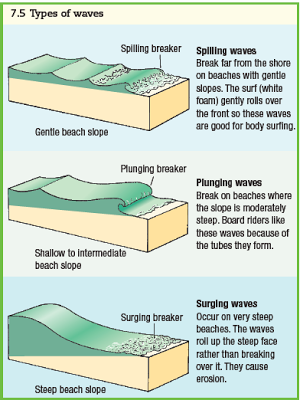 7.5 Types of waves
Spilling breaker
Gentle beach slope
Spilling waves
Break far from the shore
on beaches with gentle
slopes. The surf (white
foam) gently rolls over
the front so these waves
are good for body surfing.
Plunging breaker
Shallow to intermediate
beach slope
Plunging waves
Break on beaches where
the slope is moderately
steep. Board riders like
these waves because of
the tubes they form.
Surging breaker
Steep beach slope
Surging waves
Occur on very steep
beaches. The waves
roll up the steep face
rather than breaking
over it. They cause
erosion.